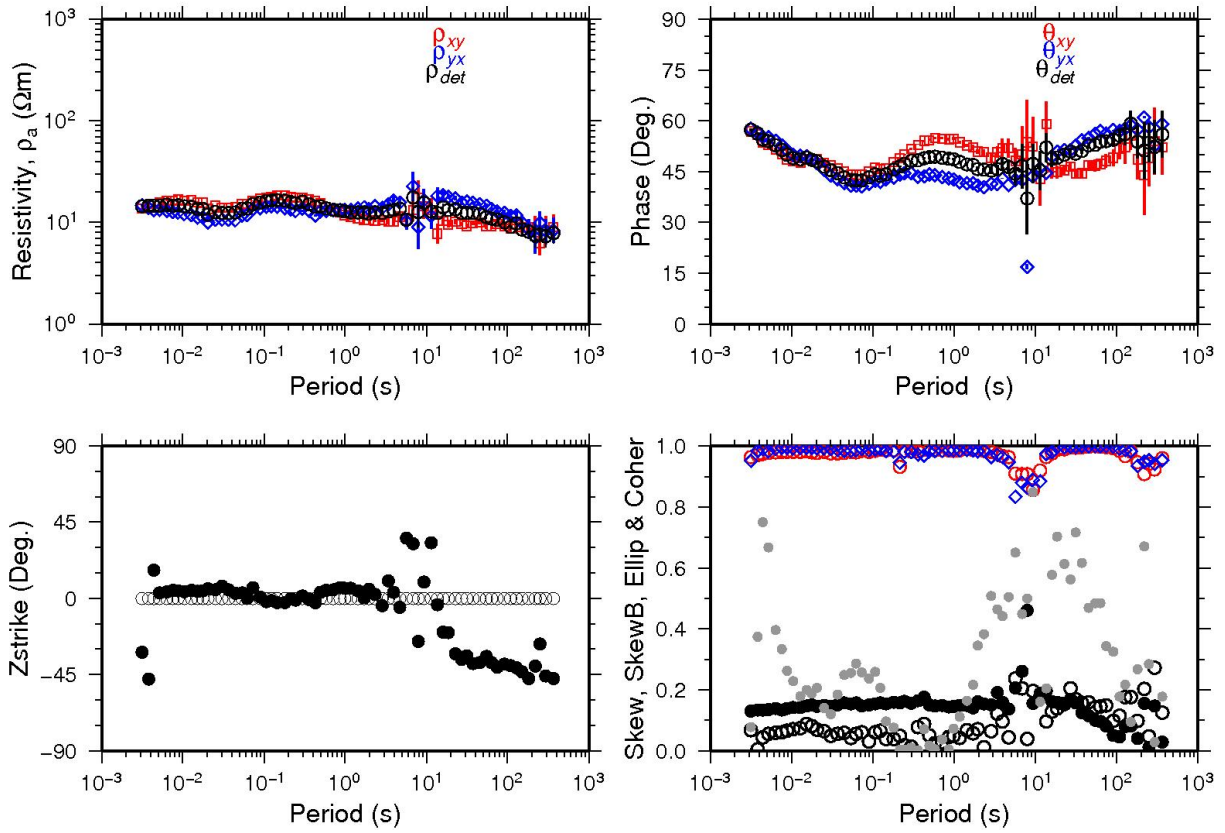 10³
10²
10¹
10⁰
Resistivity, ρₐ (Ωm)
ρxy
ρyx
ρdet
10⁻³ 10⁻² 10⁻¹ 10⁰ 10¹ 10² 10³
Period (s)
90
75
60
45
30
15
0
Phase (Deg.)
θxy
θyx
θdet
10⁻³ 10⁻² 10⁻¹ 10⁰ 10¹ 10² 10³
Period (s)
90
45
0
−45
−90
Zstrike (Deg.)
10⁻³ 10⁻² 10⁻¹ 10⁰ 10¹ 10² 10³
Period (s)
1.0
0.8
0.6
0.4
0.2
0.0
Skew, SkewB, Ellip & Coher
10⁻³ 10⁻² 10⁻¹ 10⁰ 10¹ 10² 10³
Period (s)